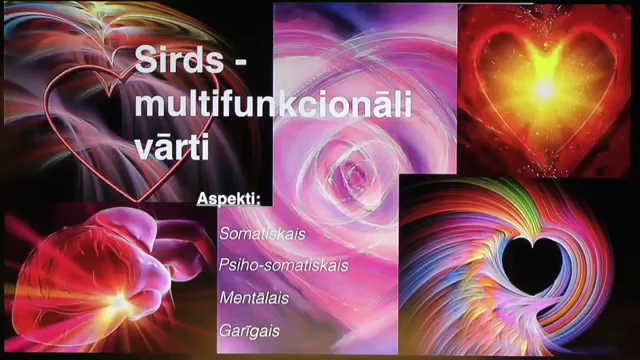 Sirds -
multifunkcionāli
vārti
Aspekti:
Somatiskais
Psiho-somatiskais
Mentālais
Garīgais